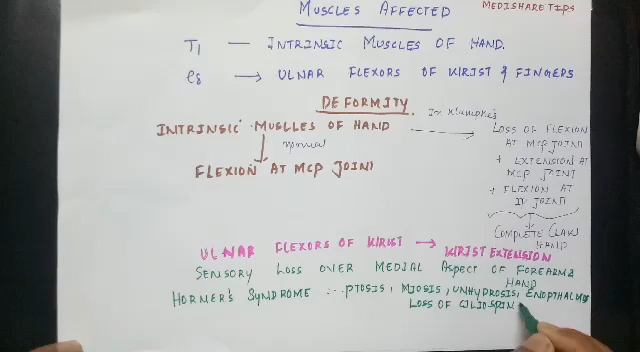 MUSCLES AFFECTED
MEDISHARE TIPS
T1 — INTRINSIC MUSCLES OF HAND.
C8 → ULNAR FLEXORS OF WRIST & FINGERS
DEFORMITY.
In Klumpke's
INTRINSIC MUSCLES OF HAND
normal
FLEXION AT MCP JOINT
LOSS OF FLEXION
AT MCP JOINT
+ EXTENSION AT
MCP JOINT
+ FLEXION AT
IP JOINT
COMPLETE CLAW
HAND
ULNAR FLEXORS OF WRIST → WRIST EXTENSION
SENSORY LOSS OVER MEDIAL ASPECT OF FOREARM &
HAND
HORNER'S SYNDROME ... PTOSIS, MIOSIS, UNHYDROSIS, ENOPTHALMOS
LOSS OF CILIOSPIN